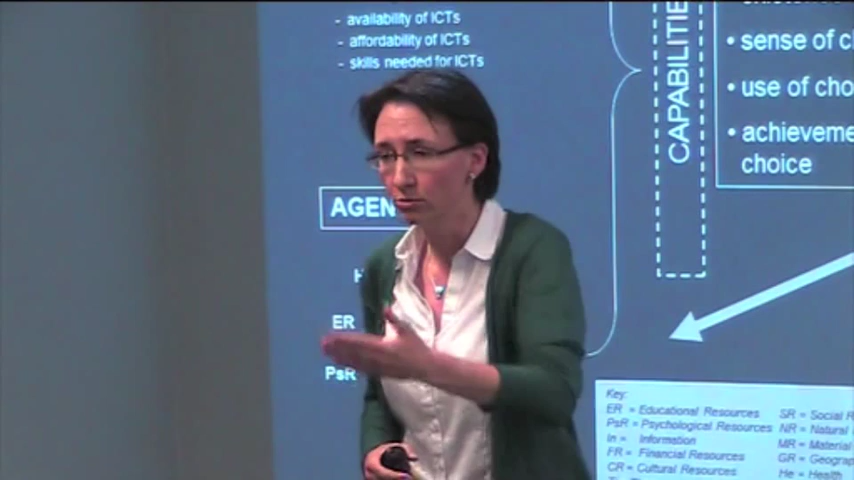 - availability of ICTs
- affordability of ICTs
- skills needed for ICTs
CAPABILITIE
• sense of c
• use of cho
• achieveme
choice
AGEN
ER
PsR
Key:
ER = Educational Resources
PsR = Psychological Resources
In = Information
FR = Financial Resources
CR = Cultural Resources
SR = Social R
NR = Natural
MR = Material
GR = Geograp
He = Health